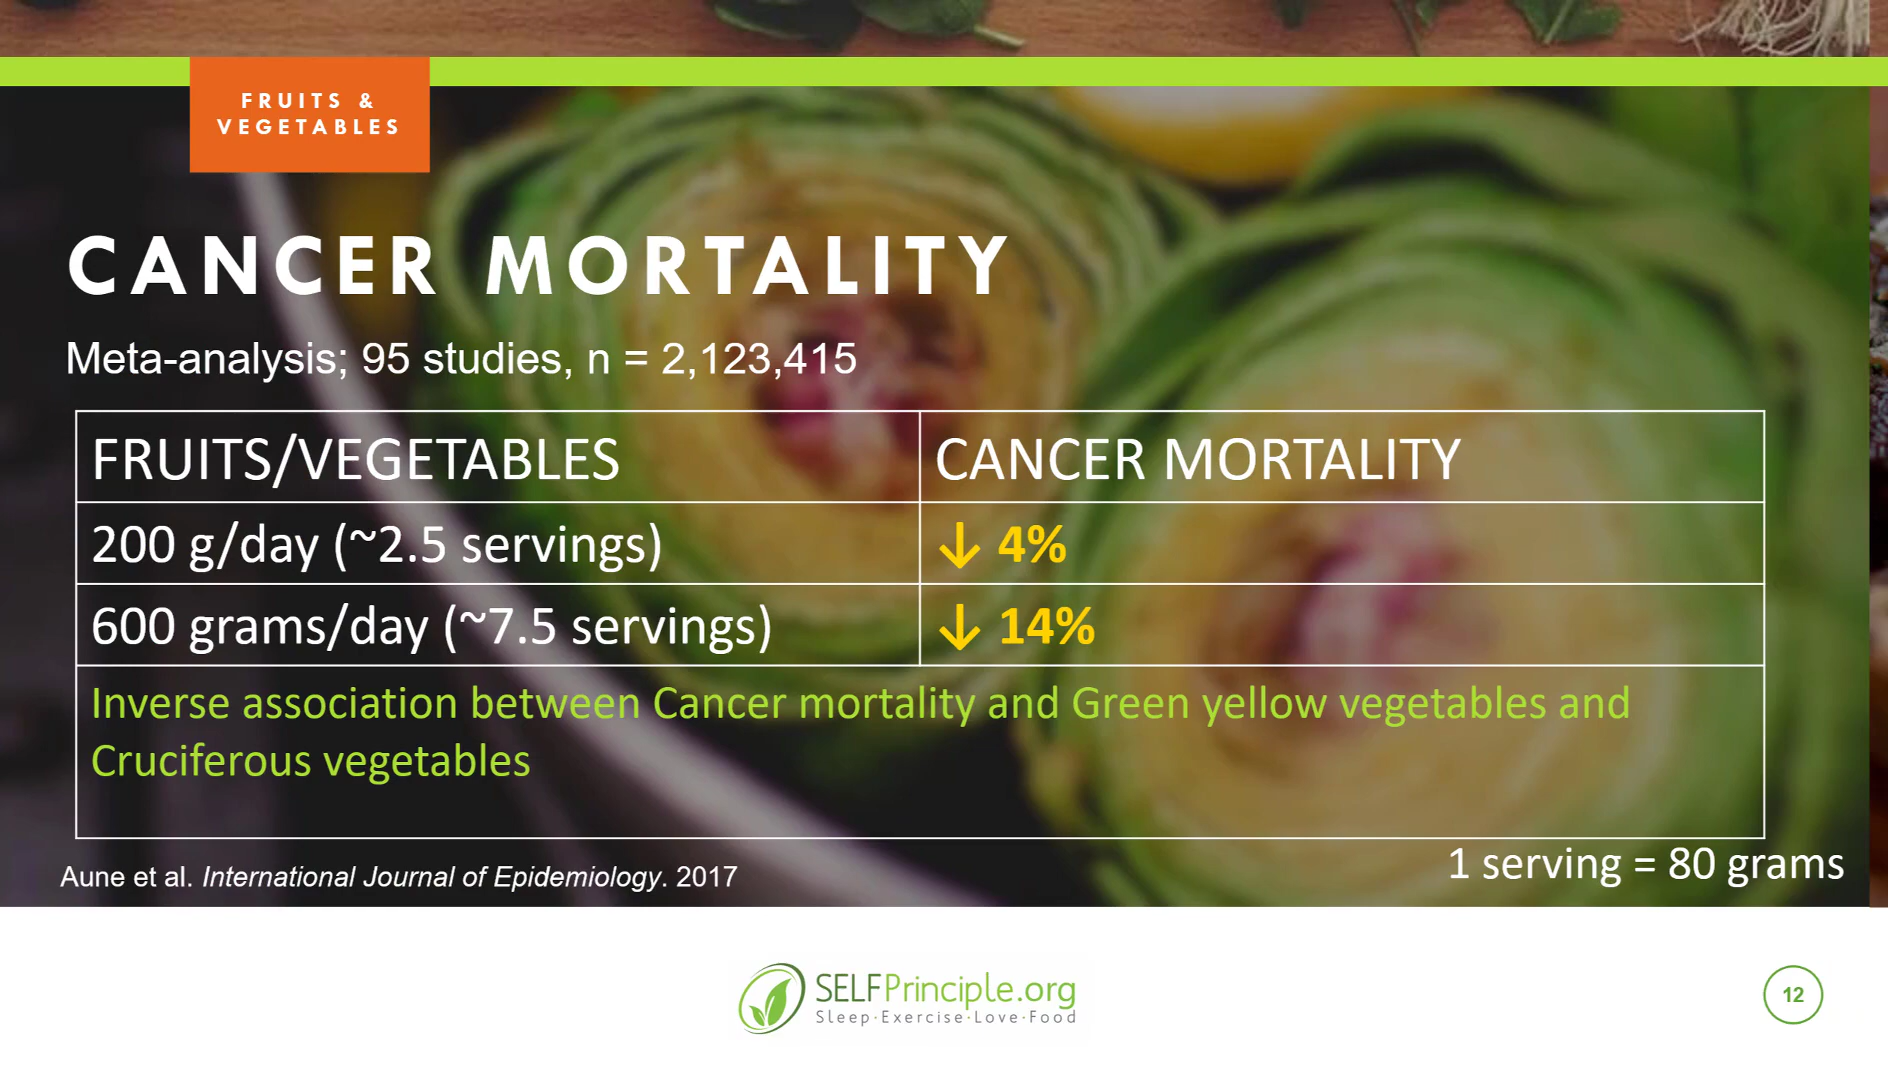 FRUITS &
VEGETABLES
CANCER MORTALITY
Meta-analysis; 95 studies, n = 2,123,415
FRUITS/VEGETABLES CANCER MORTALITY
200 g/day (~2.5 servings) ↓ 4%
600 grams/day (~7.5 servings) ↓ 14%
Inverse association between Cancer mortality and Green yellow vegetables and
Cruciferous vegetables
1 serving = 80 grams
Aune et al. International Journal of Epidemiology. 2017
SELFPrinciple.org
Sleep·Exercise·Love·Food
12